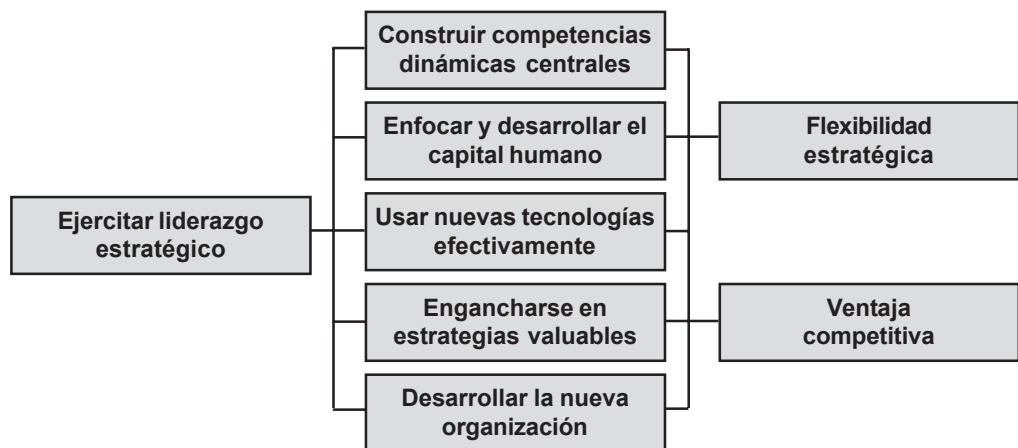 Construir competencias
dinámicas centrales
Enfocar y desarrollar el
capital humano
Flexibilidad
estratégica
Ejercitar liderazgo
estratégico
Usar nuevas tecnologías
efectivamente
Engancharse en
estrategias valuables
Ventaja
competitiva
Desarrollar la nueva
organización